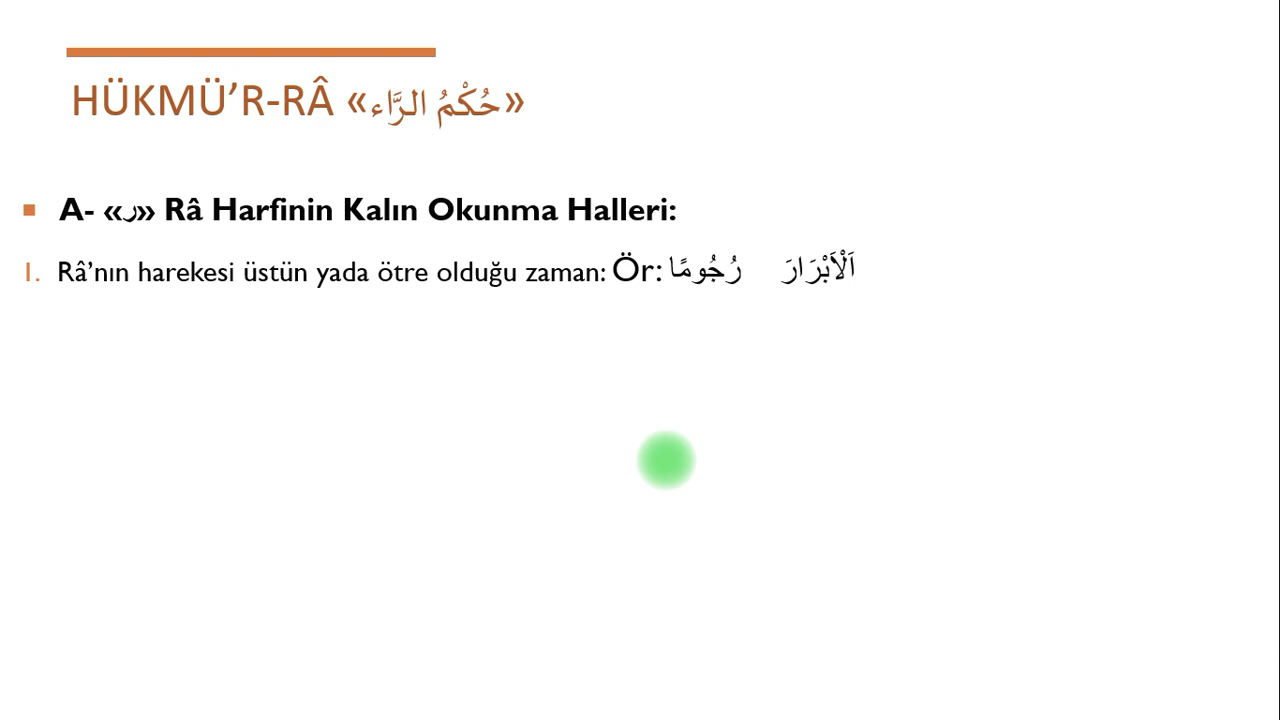 HÜKMÜ’R-RÂ «حُكْمُ الرَّاء»
A- «ر» Râ Harfinin Kalın Okunma Halleri:
1. Râ’nın harekesi üstün yada ötre olduğu zaman: Ör: رُجُومًا اَلْاَبْرَارَ